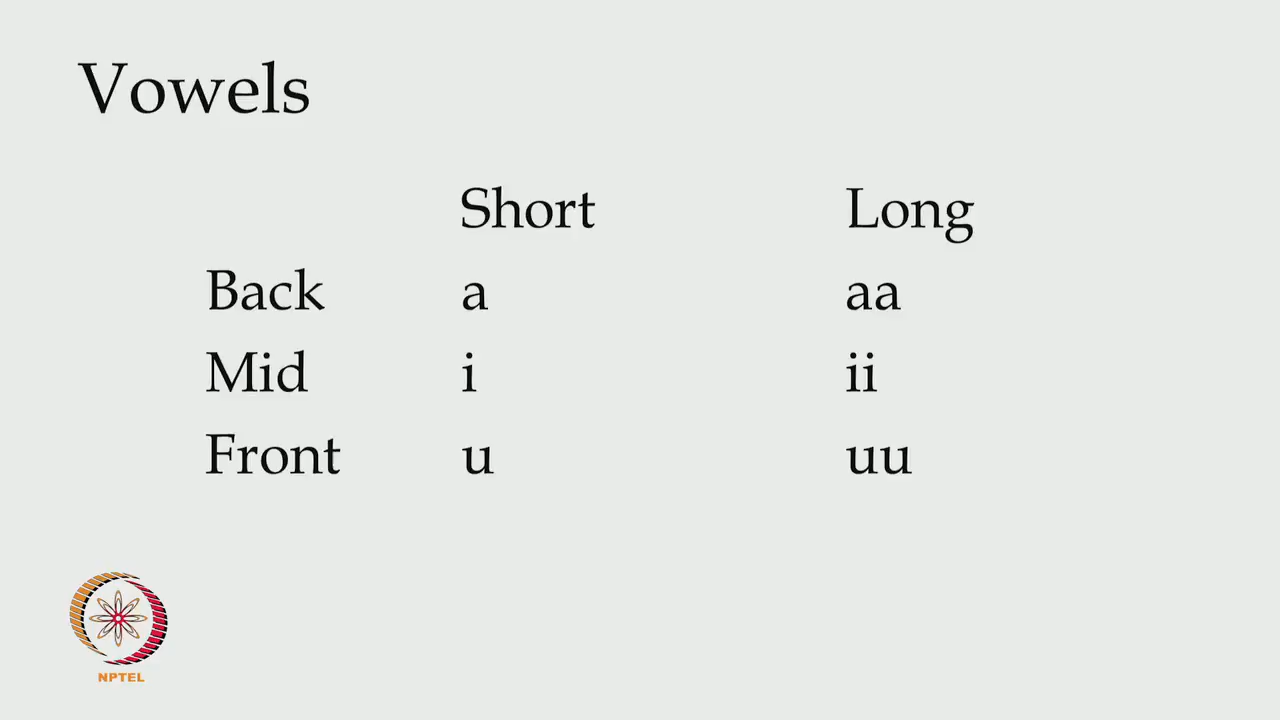 Vowels
Short Long
Back a aa
Mid i ii
Front u uu
NPTEL